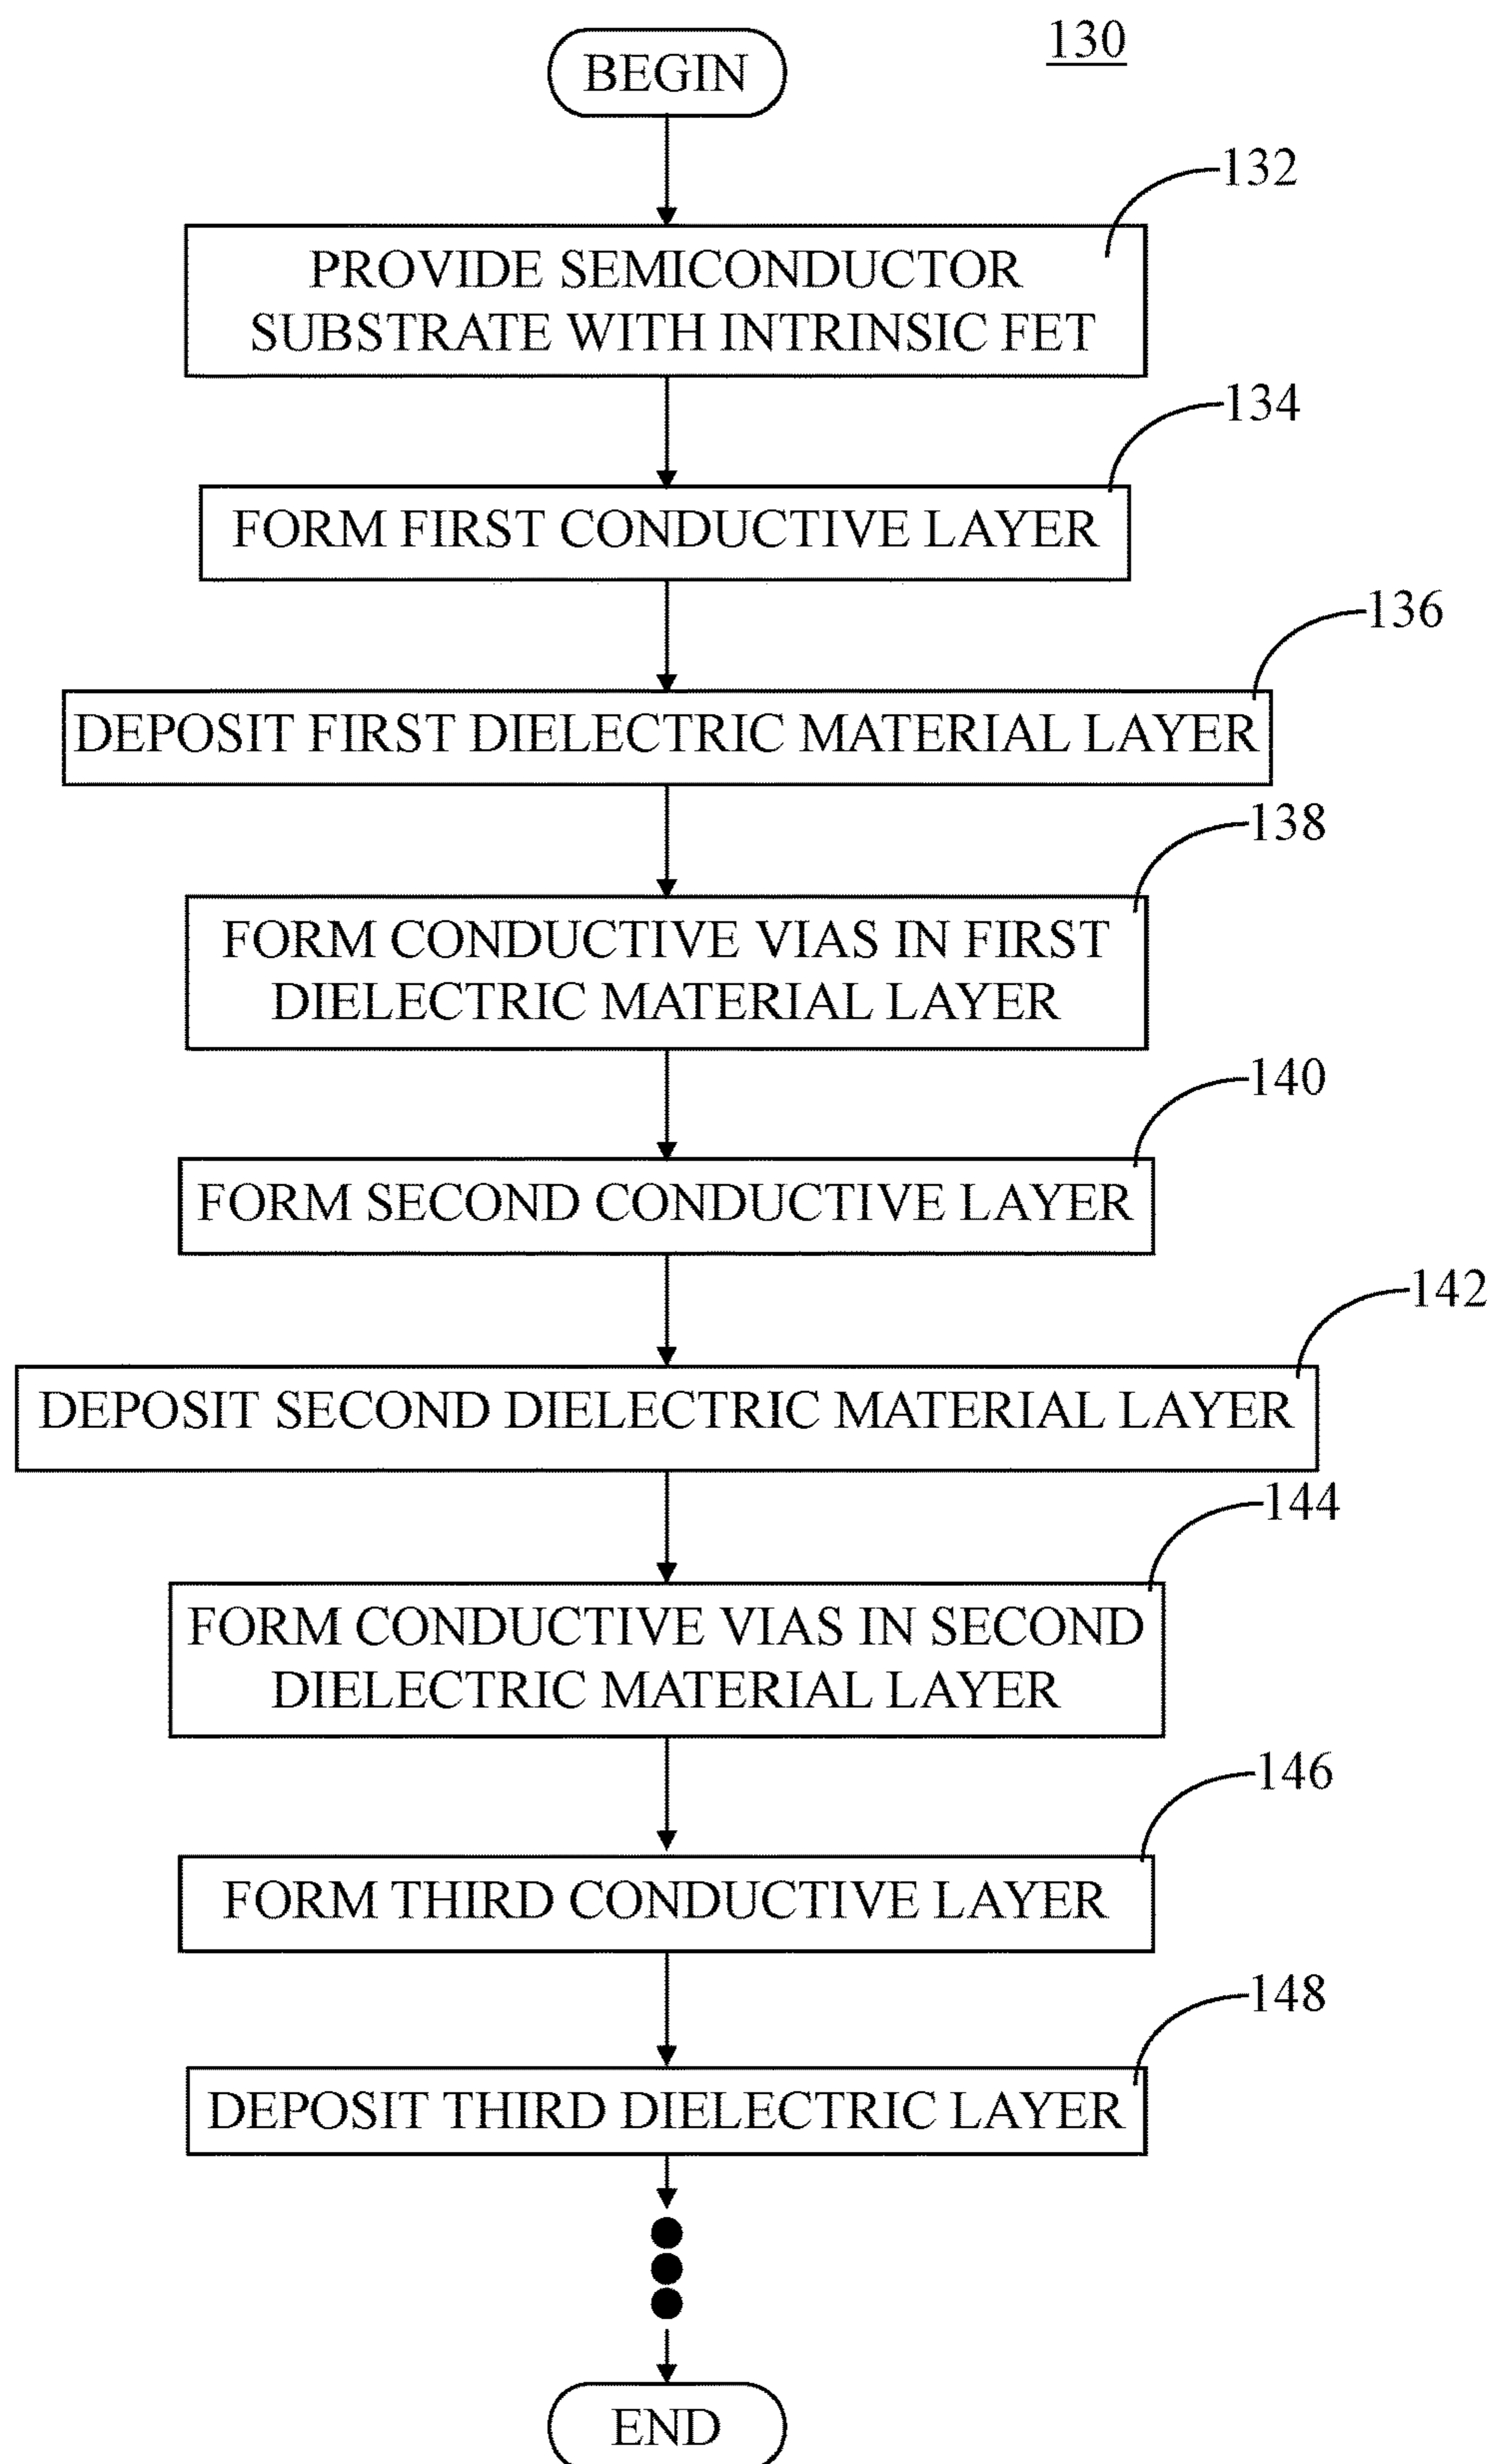 130
BEGIN
132
PROVIDE SEMICONDUCTOR
SUBSTRATE WITH INTRINSIC FET
134
FORM FIRST CONDUCTIVE LAYER
136
DEPOSIT FIRST DIELECTRIC MATERIAL LAYER
138
FORM CONDUCTIVE VIAS IN FIRST
DIELECTRIC MATERIAL LAYER
140
FORM SECOND CONDUCTIVE LAYER
142
DEPOSIT SECOND DIELECTRIC MATERIAL LAYER
144
FORM CONDUCTIVE VIAS IN SECOND
DIELECTRIC MATERIAL LAYER
146
FORM THIRD CONDUCTIVE LAYER
148
DEPOSIT THIRD DIELECTRIC LAYER
END